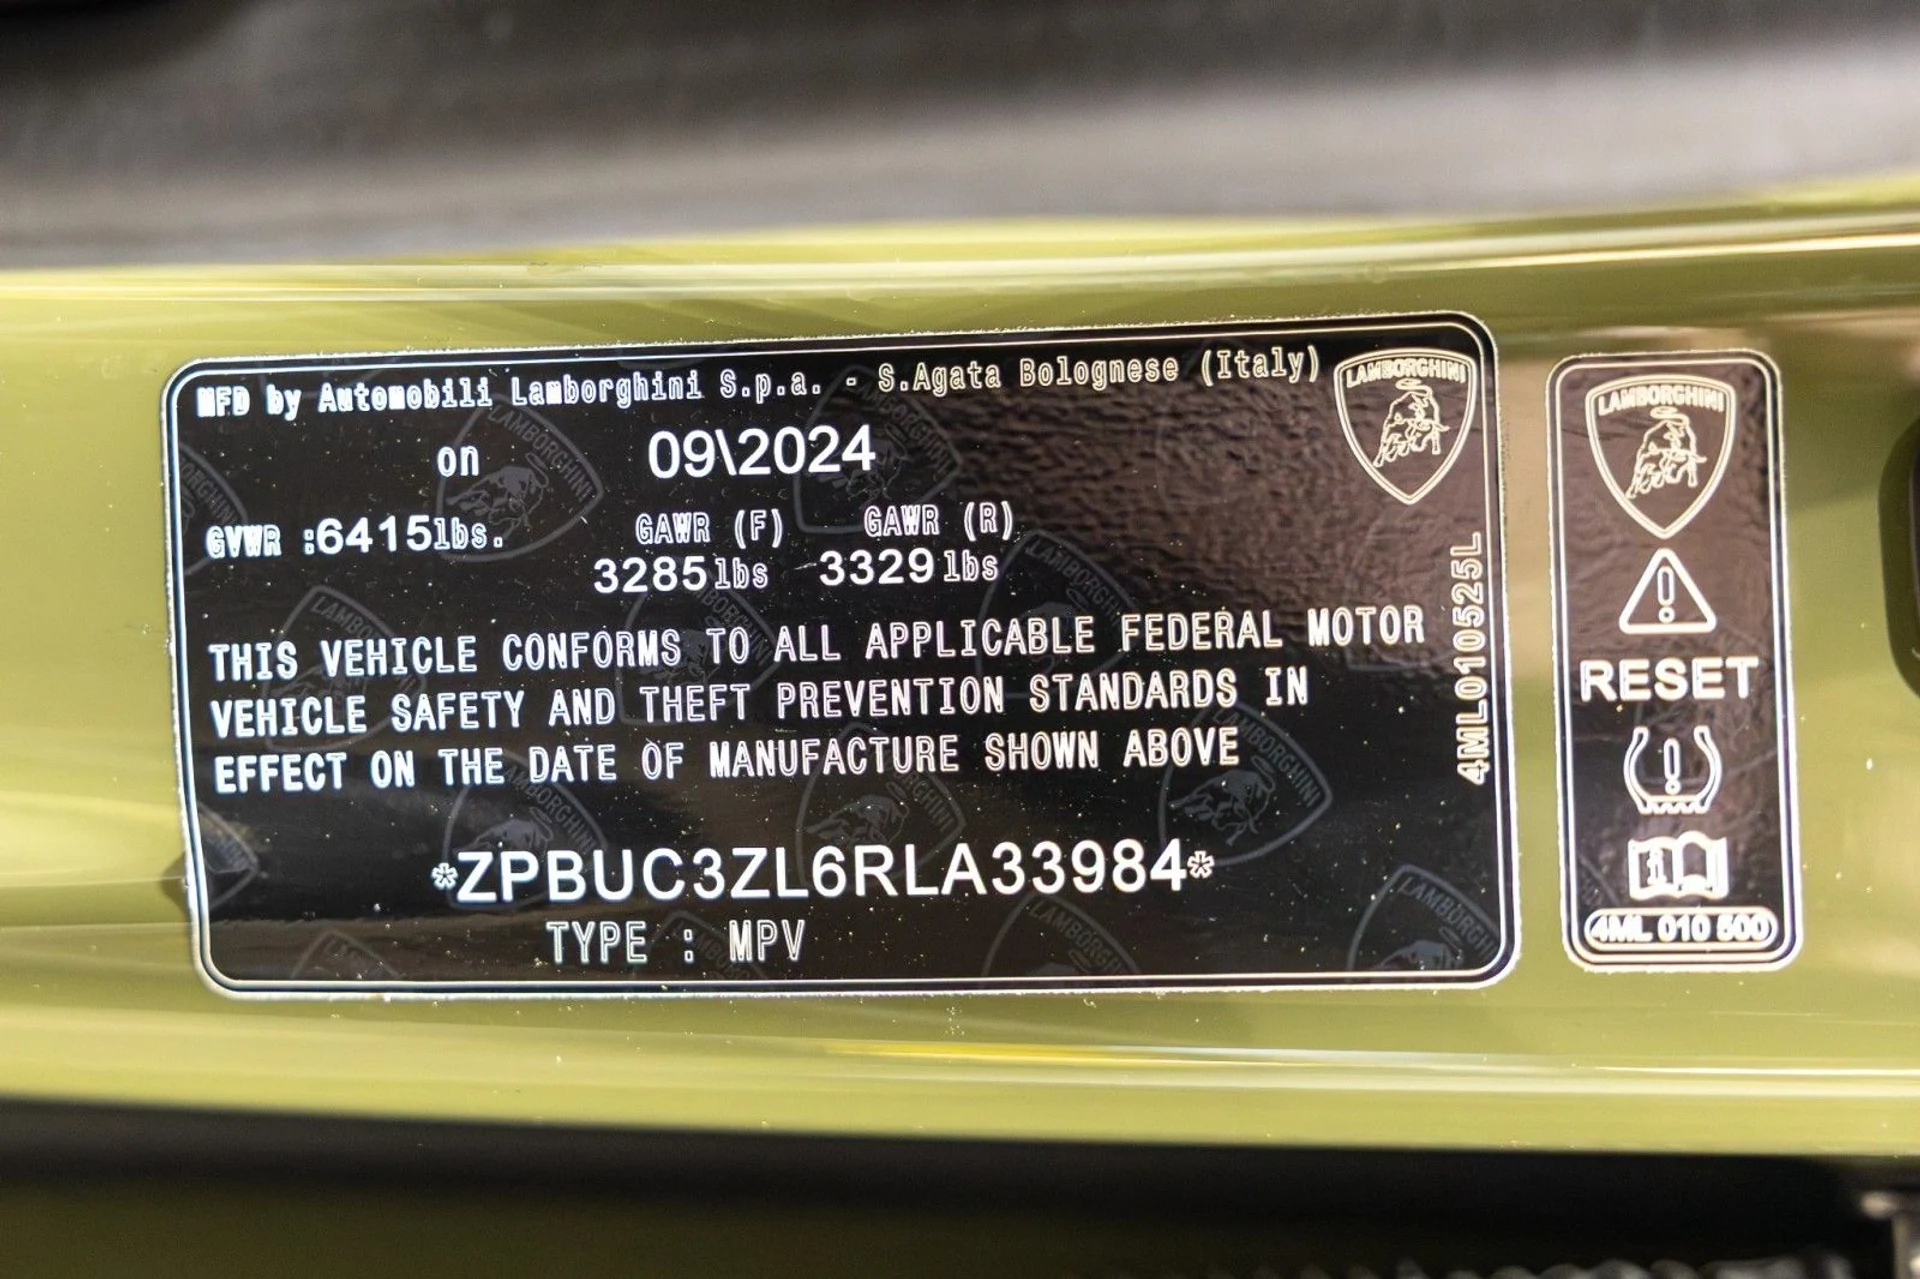 MFD by Automobili Lamborghini S.p.a. - S.Agata Bolognese (Italy)
LAMBORGHINI
on 09\2024
GVWR :6415lbs. GAWR (F) GAWR (R)
3285lbs 3329lbs
THIS VEHICLE CONFORMS TO ALL APPLICABLE FEDERAL MOTOR
VEHICLE SAFETY AND THEFT PREVENTION STANDARDS IN
EFFECT ON THE DATE OF MANUFACTURE SHOWN ABOVE
*ZPBUC3ZL6RLA33984*
TYPE : MPV
4ML010525L
LAMBORGHINI
RESET
4ML 010 500